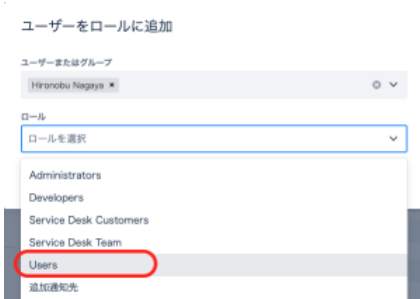 ユーザーをロールに追加
ユーザーまたはグループ
Hironobu Nagaya ×
ロール
ロールを選択
Administrators
Developers
Service Desk Customers
Service Desk Team
Users
追加通知先